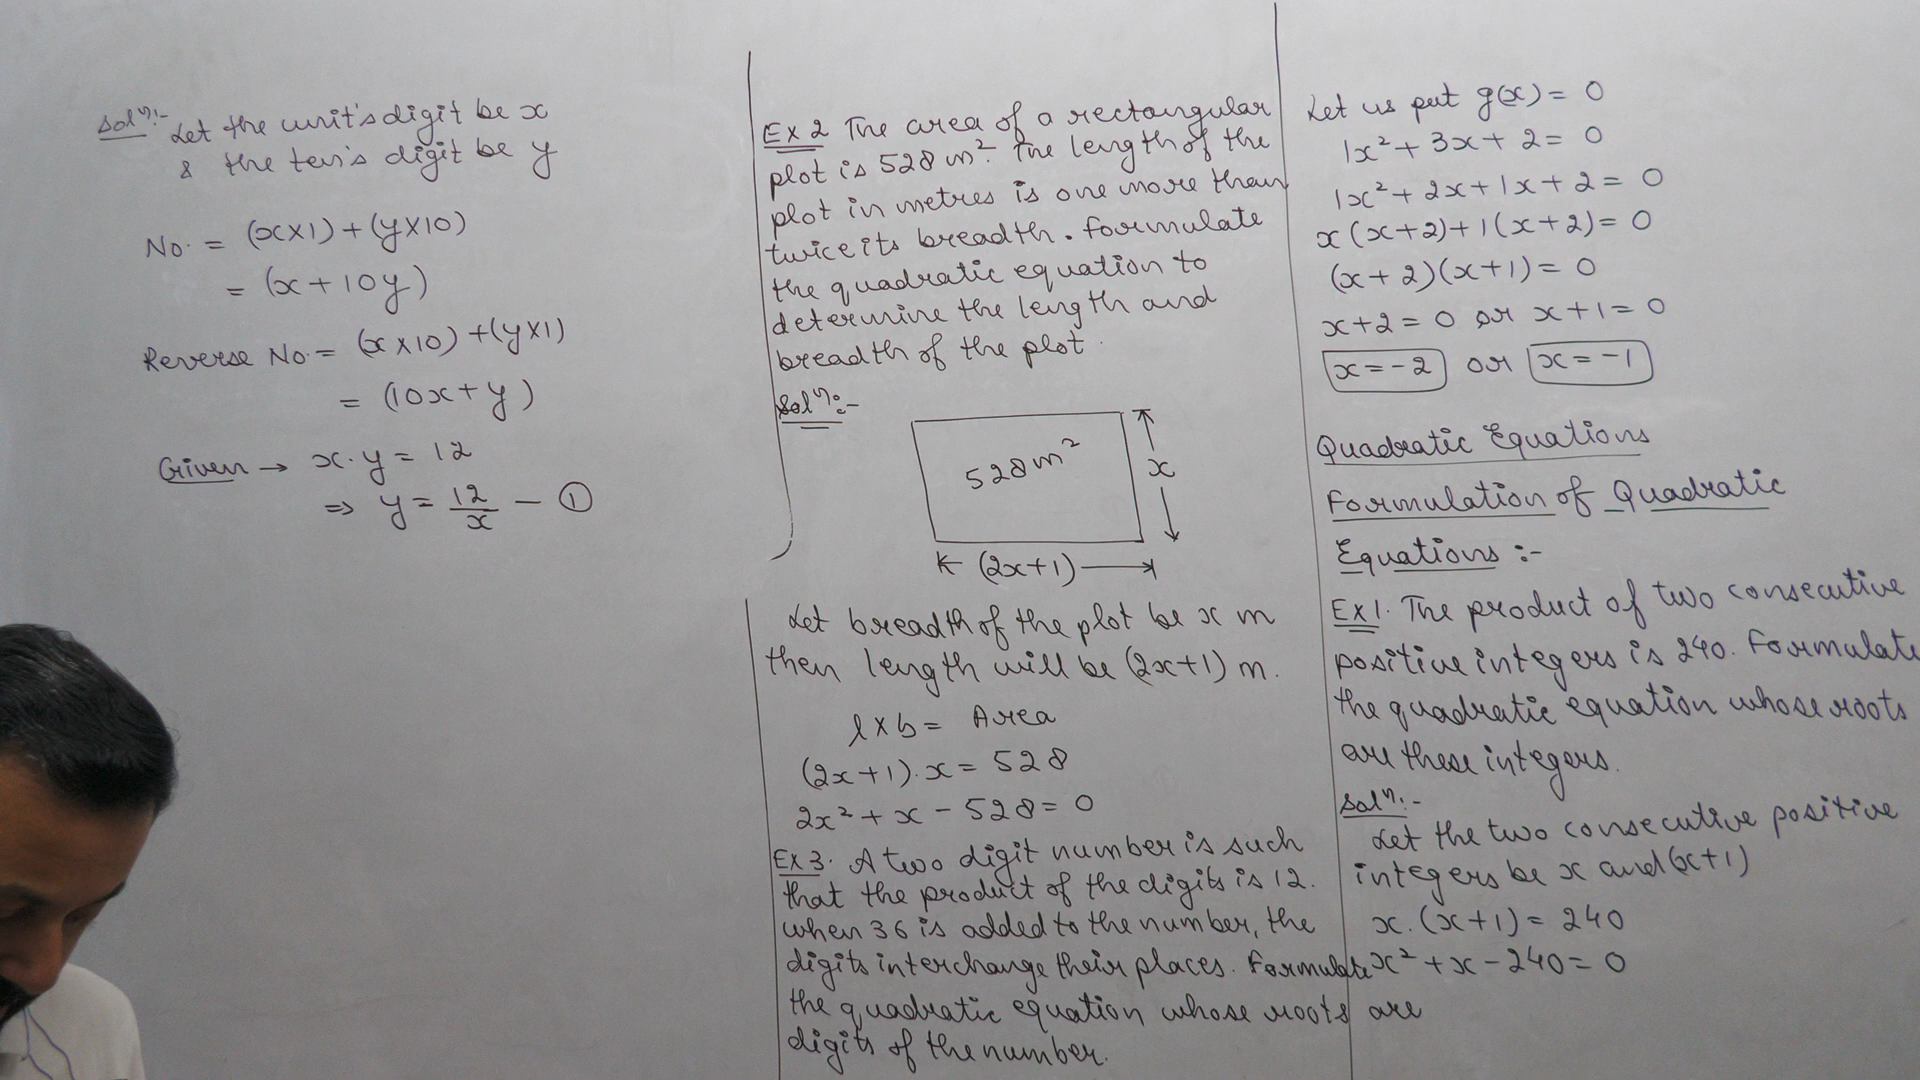 Solⁿ:- Let the unit's digit be x
& the ten's digit be y
No. = (x×1) + (y×10)
= (x + 10y)
Reverse No. = (x×10) + (y×1)
= (10x + y)
Given → x·y = 12
⇒ y = 12/x — ①
Ex 2 The area of a rectangular
plot is 528 m². The length of the
plot in metres is one more than
twice its breadth. Formulate
the quadratic equation to
determine the length and
breadth of the plot.
Solⁿ:-
528 m²
x
(2x+1)
Let breadth of the plot be x m
then length will be (2x+1) m.
l × b = Area
(2x+1).x = 528
2x² + x - 528 = 0
Ex 3. A two digit number is such
that the product of the digits is 12.
when 36 is added to the number, the
digits interchange their places. Formulate
the quadratic equation whose roots are
digits of the number.
Let us put g(x) = 0
1x² + 3x + 2 = 0
1x² + 2x + 1x + 2 = 0
x(x+2) + 1(x+2) = 0
(x+2)(x+1) = 0
x+2 = 0 or x+1 = 0
x = -2 or x = -1
Quadratic Equations
Formulation of Quadratic
Equations :-
Ex 1. The product of two consecutive
positive integers is 240. Formulate
the quadratic equation whose roots
are these integers.
Solⁿ:-
Let the two consecutive positive
integers be x and (x+1)
x.(x+1) = 240
x² + x - 240 = 0